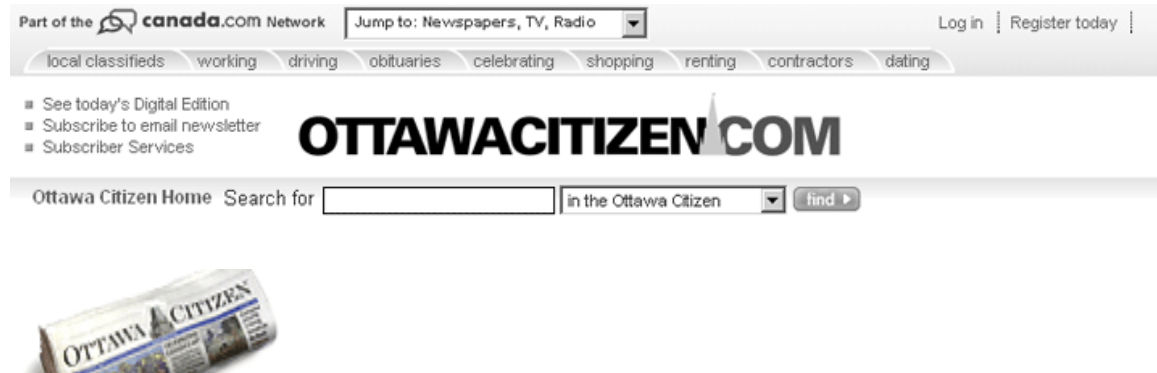 Part of the canada.com Network Jump to: Newspapers, TV, Radio Log in Register today
local classifieds working driving obituaries celebrating shopping renting contractors dating
See today's Digital Edition
Subscribe to email newsletter
Subscriber Services
OTTAWACITIZEN.COM
Ottawa Citizen Home Search for in the Ottawa Citizen find
OTTAWA CITIZEN